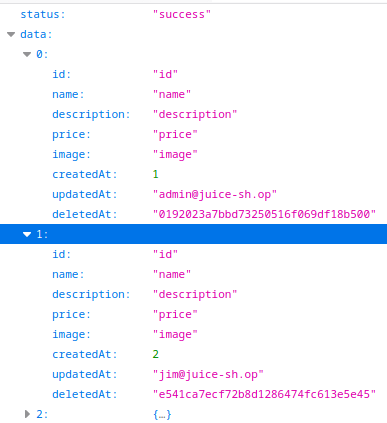 status: "success"
data:
0:
id: "id"
name: "name"
description: "description"
price: "price"
image: "image"
createdAt: 1
updatedAt: "admin@juice-sh.op"
deletedAt: "0192023a7bbd73250516f069df18b500"
1:
id: "id"
name: "name"
description: "description"
price: "price"
image: "image"
createdAt: 2
updatedAt: "jim@juice-sh.op"
deletedAt: "e541ca7ecf72b8d1286474fc613e5e45"
2: {…}